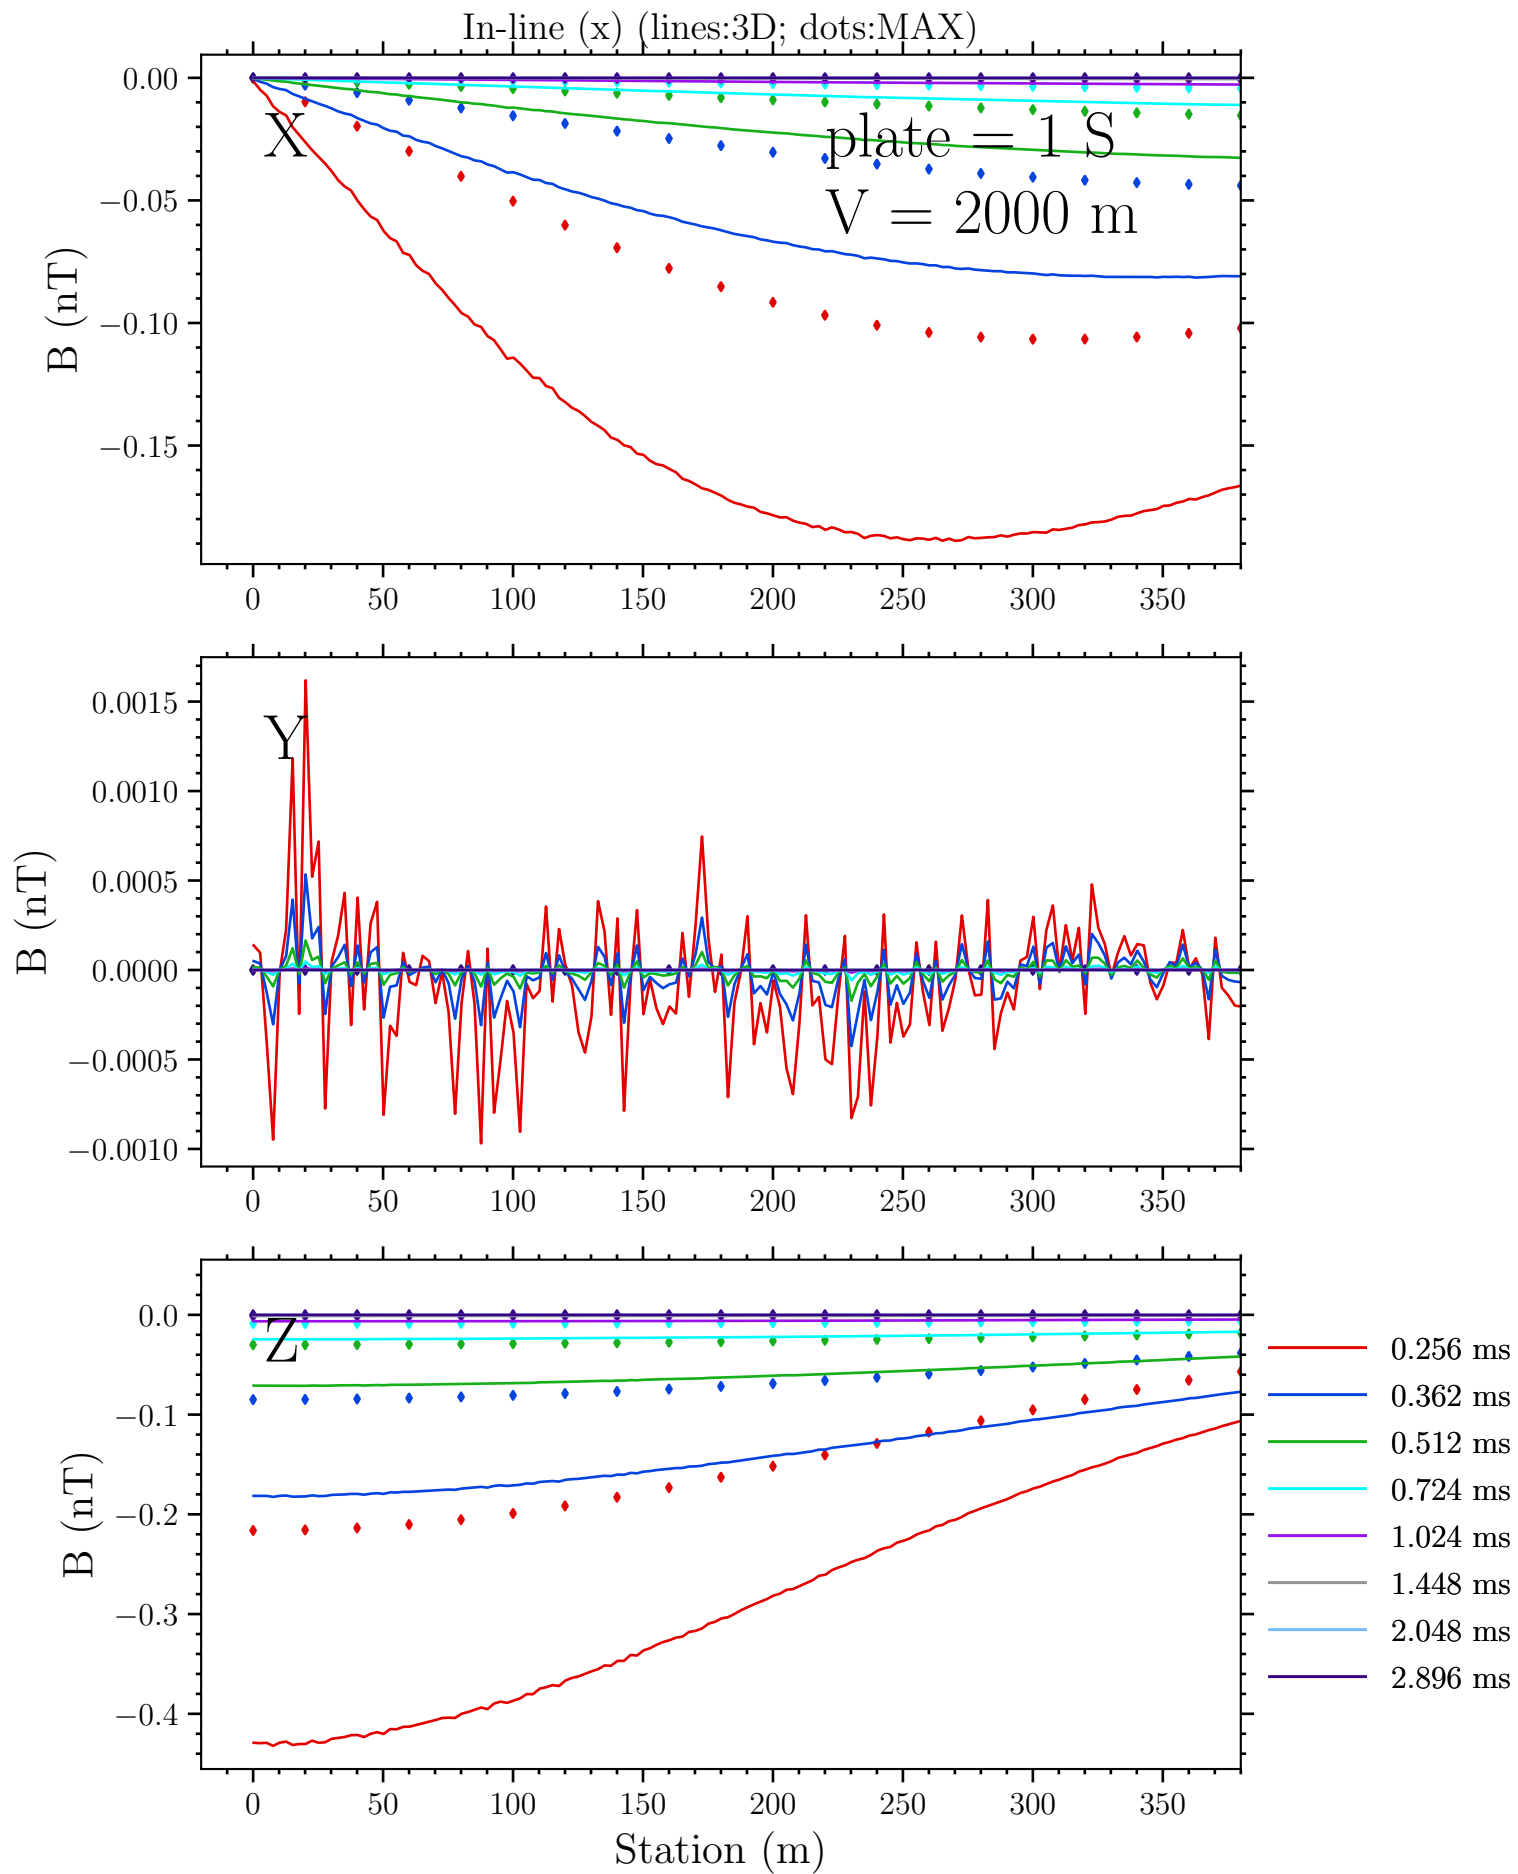 In-line (x) (lines:3D; dots:MAX)
0.00
−0.05
−0.10
−0.15
B (nT)
X
plate = 1 S
V = 2000 m
0 50 100 150 200 250 300 350
0.0015
0.0010
0.0005
0.0000
−0.0005
−0.0010
B (nT)
Y
0 50 100 150 200 250 300 350
0.0
−0.1
−0.2
−0.3
−0.4
B (nT)
Z
0 50 100 150 200 250 300 350
Station (m)
0.256 ms
0.362 ms
0.512 ms
0.724 ms
1.024 ms
1.448 ms
2.048 ms
2.896 ms